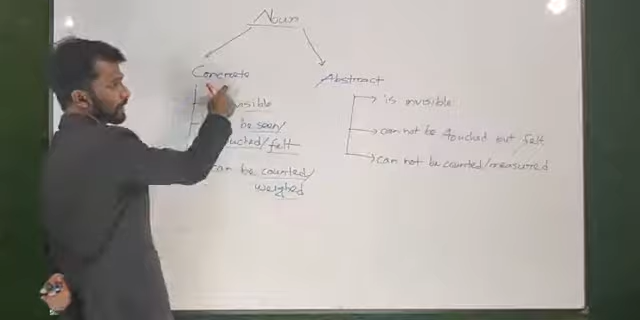 Noun
Concrete
visible
be seen/
touched/felt
can be counted/
weighed
Abstract
is invisible
can not be touched but felt
can not be counted/measured